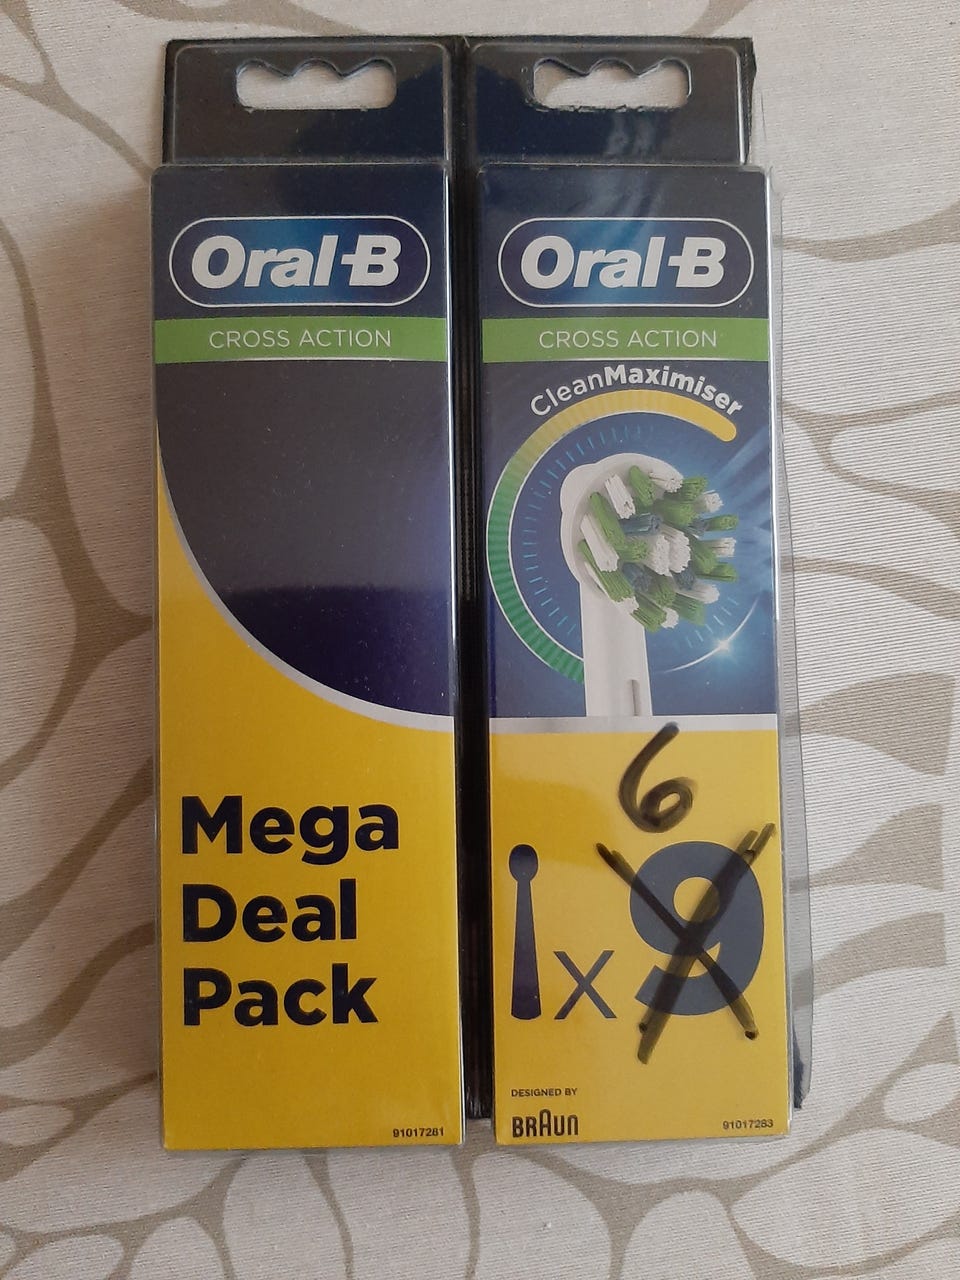 Oral-B
CROSS ACTION
Mega
Deal
Pack
91017281
Oral-B
CROSS ACTION
CleanMaximiser
6
x 9
DESIGNED BY
BRAUN
91017283